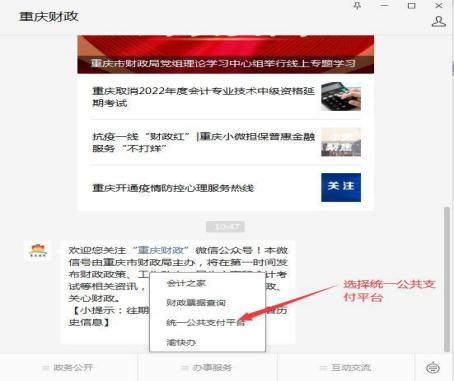 重庆财政
重庆市财政局党组理论学习中心组举行线上专题学习
重庆取消2022年度会计专业技术中级资格延
期考试
抗疫一线“财政红”|重庆小微担保普惠金融
服务“不打烊”
重庆开通疫情防控心理服务热线
关注
10:47
欢迎您关注“重庆财政”微信公众号！本微
信号由重庆市财政局主办，将在第一时间发
布财政政策、
考
试等相关资讯，
政、
关心财政。
【小提示：往期
看历
史信息】
会计之家
财政票据查询
统一公共支付平台
渝快办
选择统一公共支
付平台
政务公开
办事服务
互动交流